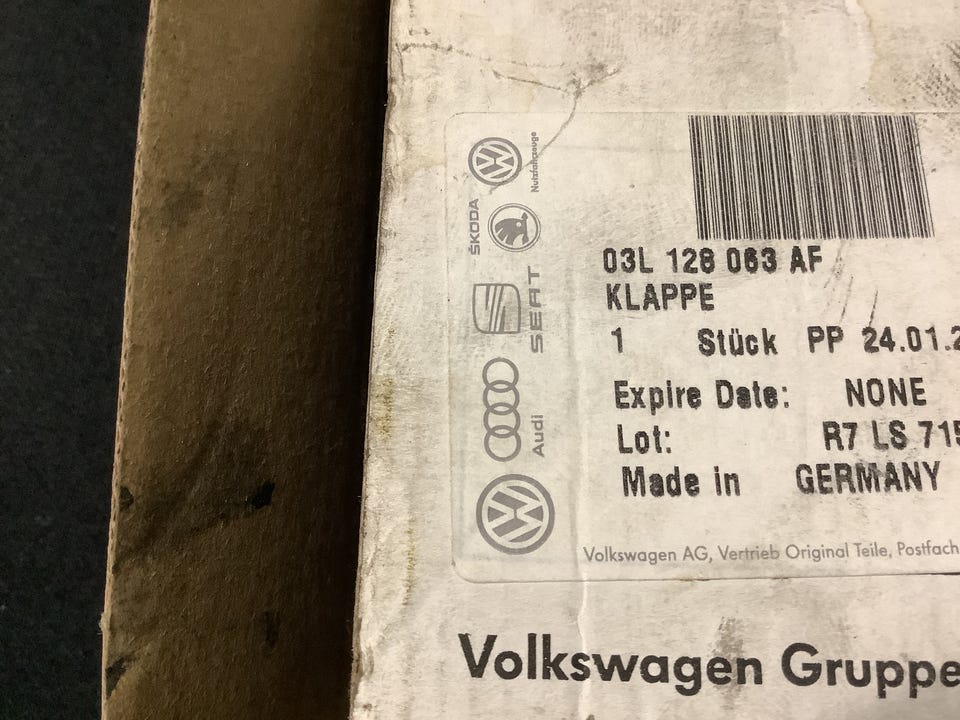 Nutzfahrzeuge
ŠKODA
SEAT
Audi
03L 128 063 AF
KLAPPE
1 Stück PP 24.01.2
Expire Date: NONE
Lot: R7 LS 715
Made in GERMANY
Volkswagen AG, Vertrieb Original Teile, Postfach
Volkswagen Gruppe